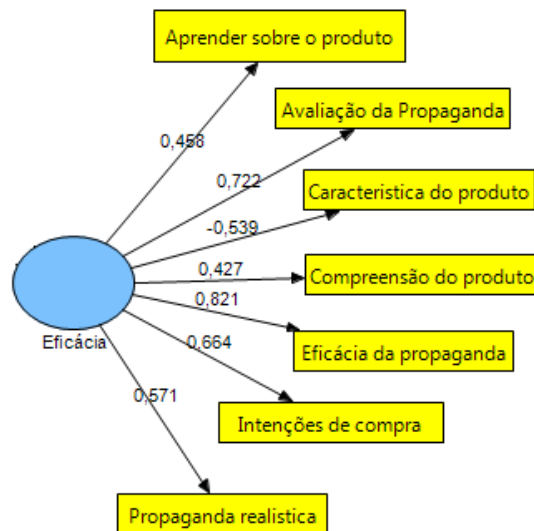 Aprender sobre o produto
0,458
Avaliação da Propaganda
0,722
Caracteristica do produto
-0,539
Compreensão do produto
0,427
Eficácia
Eficácia da propaganda
0,821
Intenções de compra
0,664
Propaganda realistica
0,571